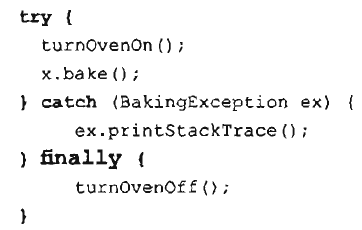 try {
turnOvenOn();
x.bake();
} catch (BakingException ex) {
ex.printStackTrace();
} finally {
turnOvenOff();
}